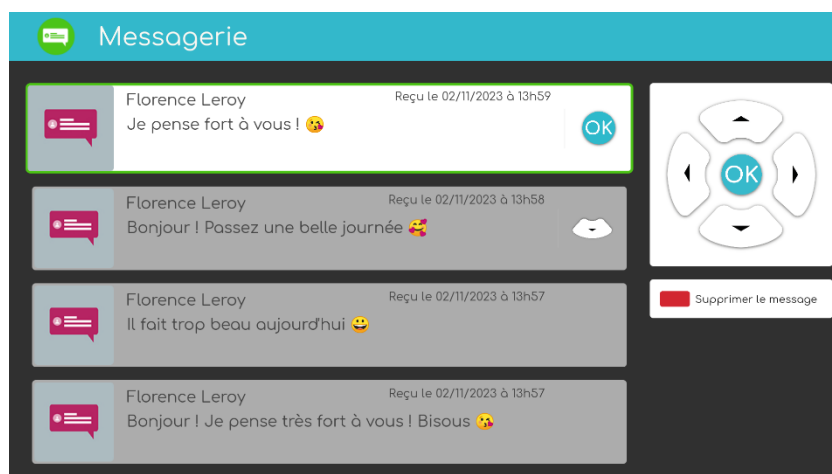 Messagerie
Florence Leroy
Reçu le 02/11/2023 à 13h59
Je pense fort à vous ! 😘
OK
Florence Leroy
Reçu le 02/11/2023 à 13h58
Bonjour ! Passez une belle journée 🥰
Florence Leroy
Reçu le 02/11/2023 à 13h57
Il fait trop beau aujourd'hui 😀
Florence Leroy
Reçu le 02/11/2023 à 13h57
Bonjour ! Je pense très fort à vous ! Bisous 😘
OK
Supprimer le message